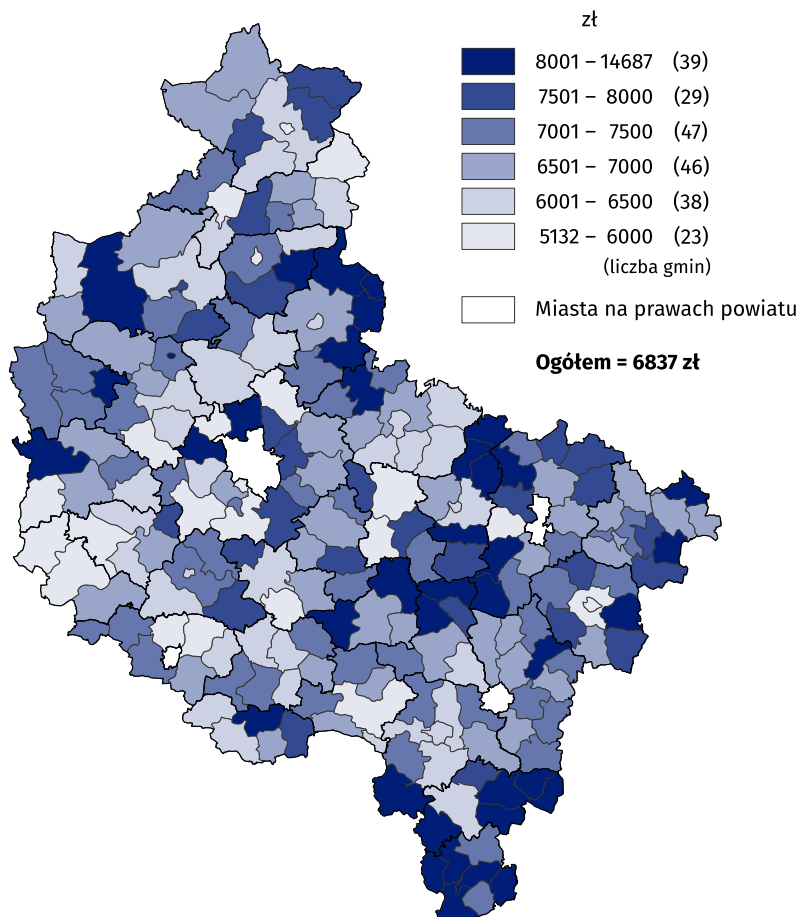 zł
8001 – 14687 (39)
7501 – 8000 (29)
7001 – 7500 (47)
6501 – 7000 (46)
6001 – 6500 (38)
5132 – 6000 (23)
(liczba gmin)
Miasta na prawach powiatu
Ogółem = 6837 zł